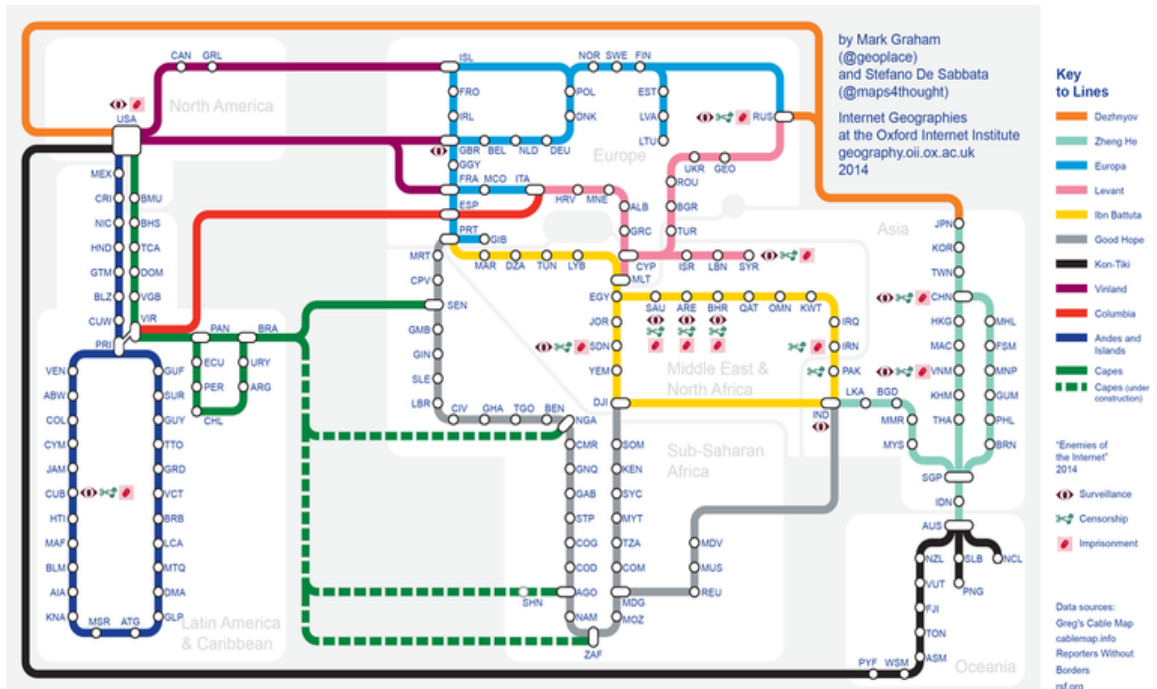 by Mark Graham
(@geoplace)
and Stefano De Sabbata
(@maps4thought)
Internet Geographies
at the Oxford Internet Institute
geography.oii.ox.ac.uk
2014
Key
to Lines
Dezhnyov
Zheng He
Europa
Levant
Ibn Battuta
Good Hope
Kon-Tiki
Vinland
Columbia
Andes and
Islands
Capes
Capes (under
construction)
"Enemies of
the Internet"
2014
Surveillance
Censorship
Imprisonment
Data sources:
Greg's Cable Map
cablemap.info
Reporters Without
Borders
rsf.org
North America
CAN GRL
USA
MEX
CRI
NIC
HND
GTM
BLZ
CUW
PRI
BMU
BHS
TCA
DOM
VGB
VIR
PAN BRA
ECU
PER
CHL
URY
ARG
VEN
ABW
COL
CYM
JAM
CUB
HTI
MAF
BLM
AIA
KNA
MSR ATG
GUF
SUR
GUY
TTO
GRD
VCT
BRB
LCA
MTQ
DMA
GLP
Latin America
& Caribbean
Europe
ISL
FRO
IRL
GBR BEL NLD DEU
GGY
FRA MCO ITA
ESP
PRT
GIB
NOR SWE FIN
POL
DNK
EST
LVA
LTU
RUS
UKR GEO
ROU
BGR
TUR
HRV MNE
ALB
GRC
CYP ISR LBN SYR
MLT
MAR DZA TUN LYB
EGY
SAU ARE BHR QAT OMN KWT
JOR
SDN
YEM
DJI
IRQ
IRN
PAK
IND
Middle East &
North Africa
MRT
CPV
SEN
GMB
GIN
SLE
LBR
CIV GHA TGO BEN
NGA
CMR
GNQ
GAB
STP
COG
COD
AGO
SHN
NAM
ZAF
SOM
KEN
SYC
MYT
TZA
COM
MDG
MOZ
MDV
MUS
REU
Sub-Saharan
Africa
Asia
JPN
KOR
TWN
CHN
HKG
MAC
VNM
KHM
THA
MHL
FSM
MNP
GUM
PHL
BRN
LKA BGD
MMR
MYS
SGP
IDN
AUS
NZL SLB NCL
VUT PNG
FJI
TON
ASM
PYF WSM
Oceania